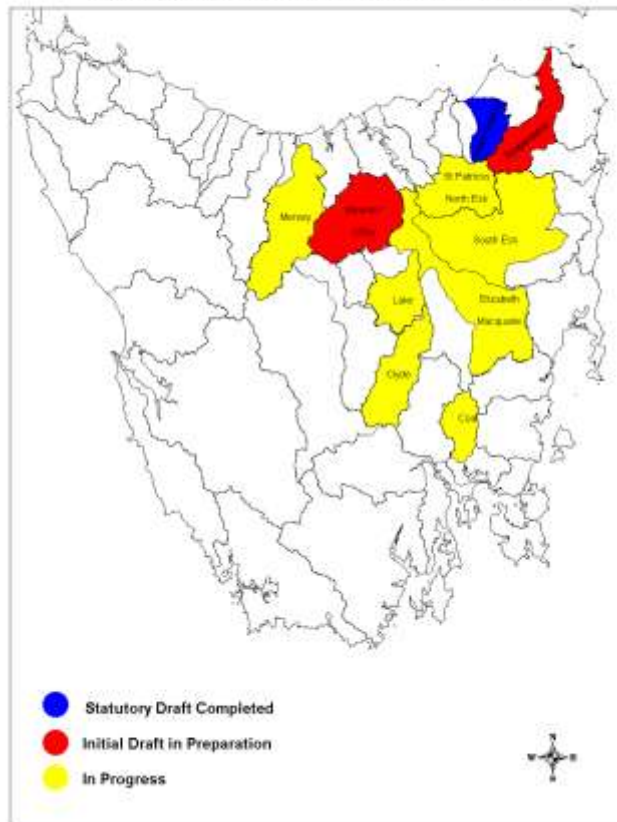 St Patricks
North Esk
Mersey
South Esk
Elizabeth
Lake
Macquarie
Clyde
Coal
Statutory Draft Completed
Initial Draft in Preparation
In Progress
N
W
E
S